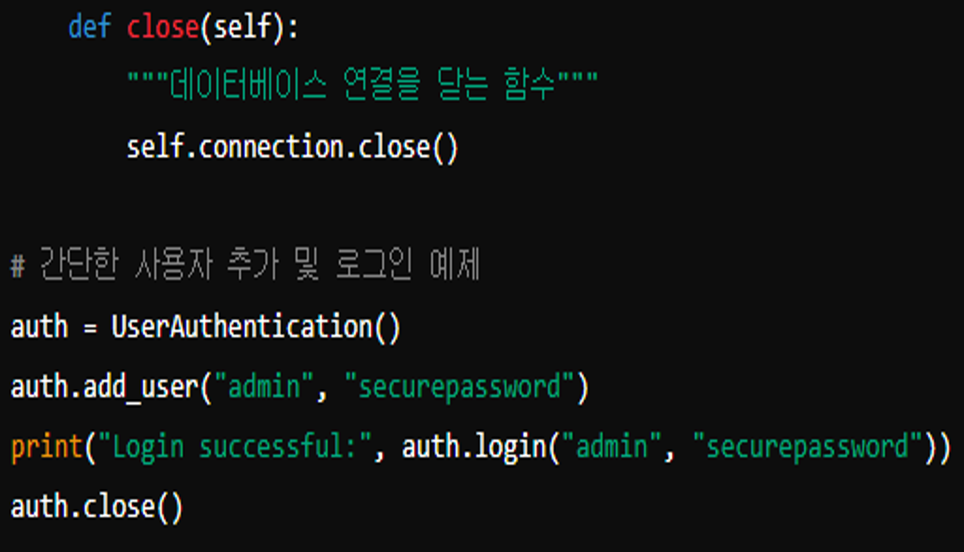 def close(self):
"""데이터베이스 연결을 닫는 함수"""
self.connection.close()
# 간단한 사용자 추가 및 로그인 예제
auth = UserAuthentication()
auth.add_user("admin", "securepassword")
print("Login successful:", auth.login("admin", "securepassword"))
auth.close()